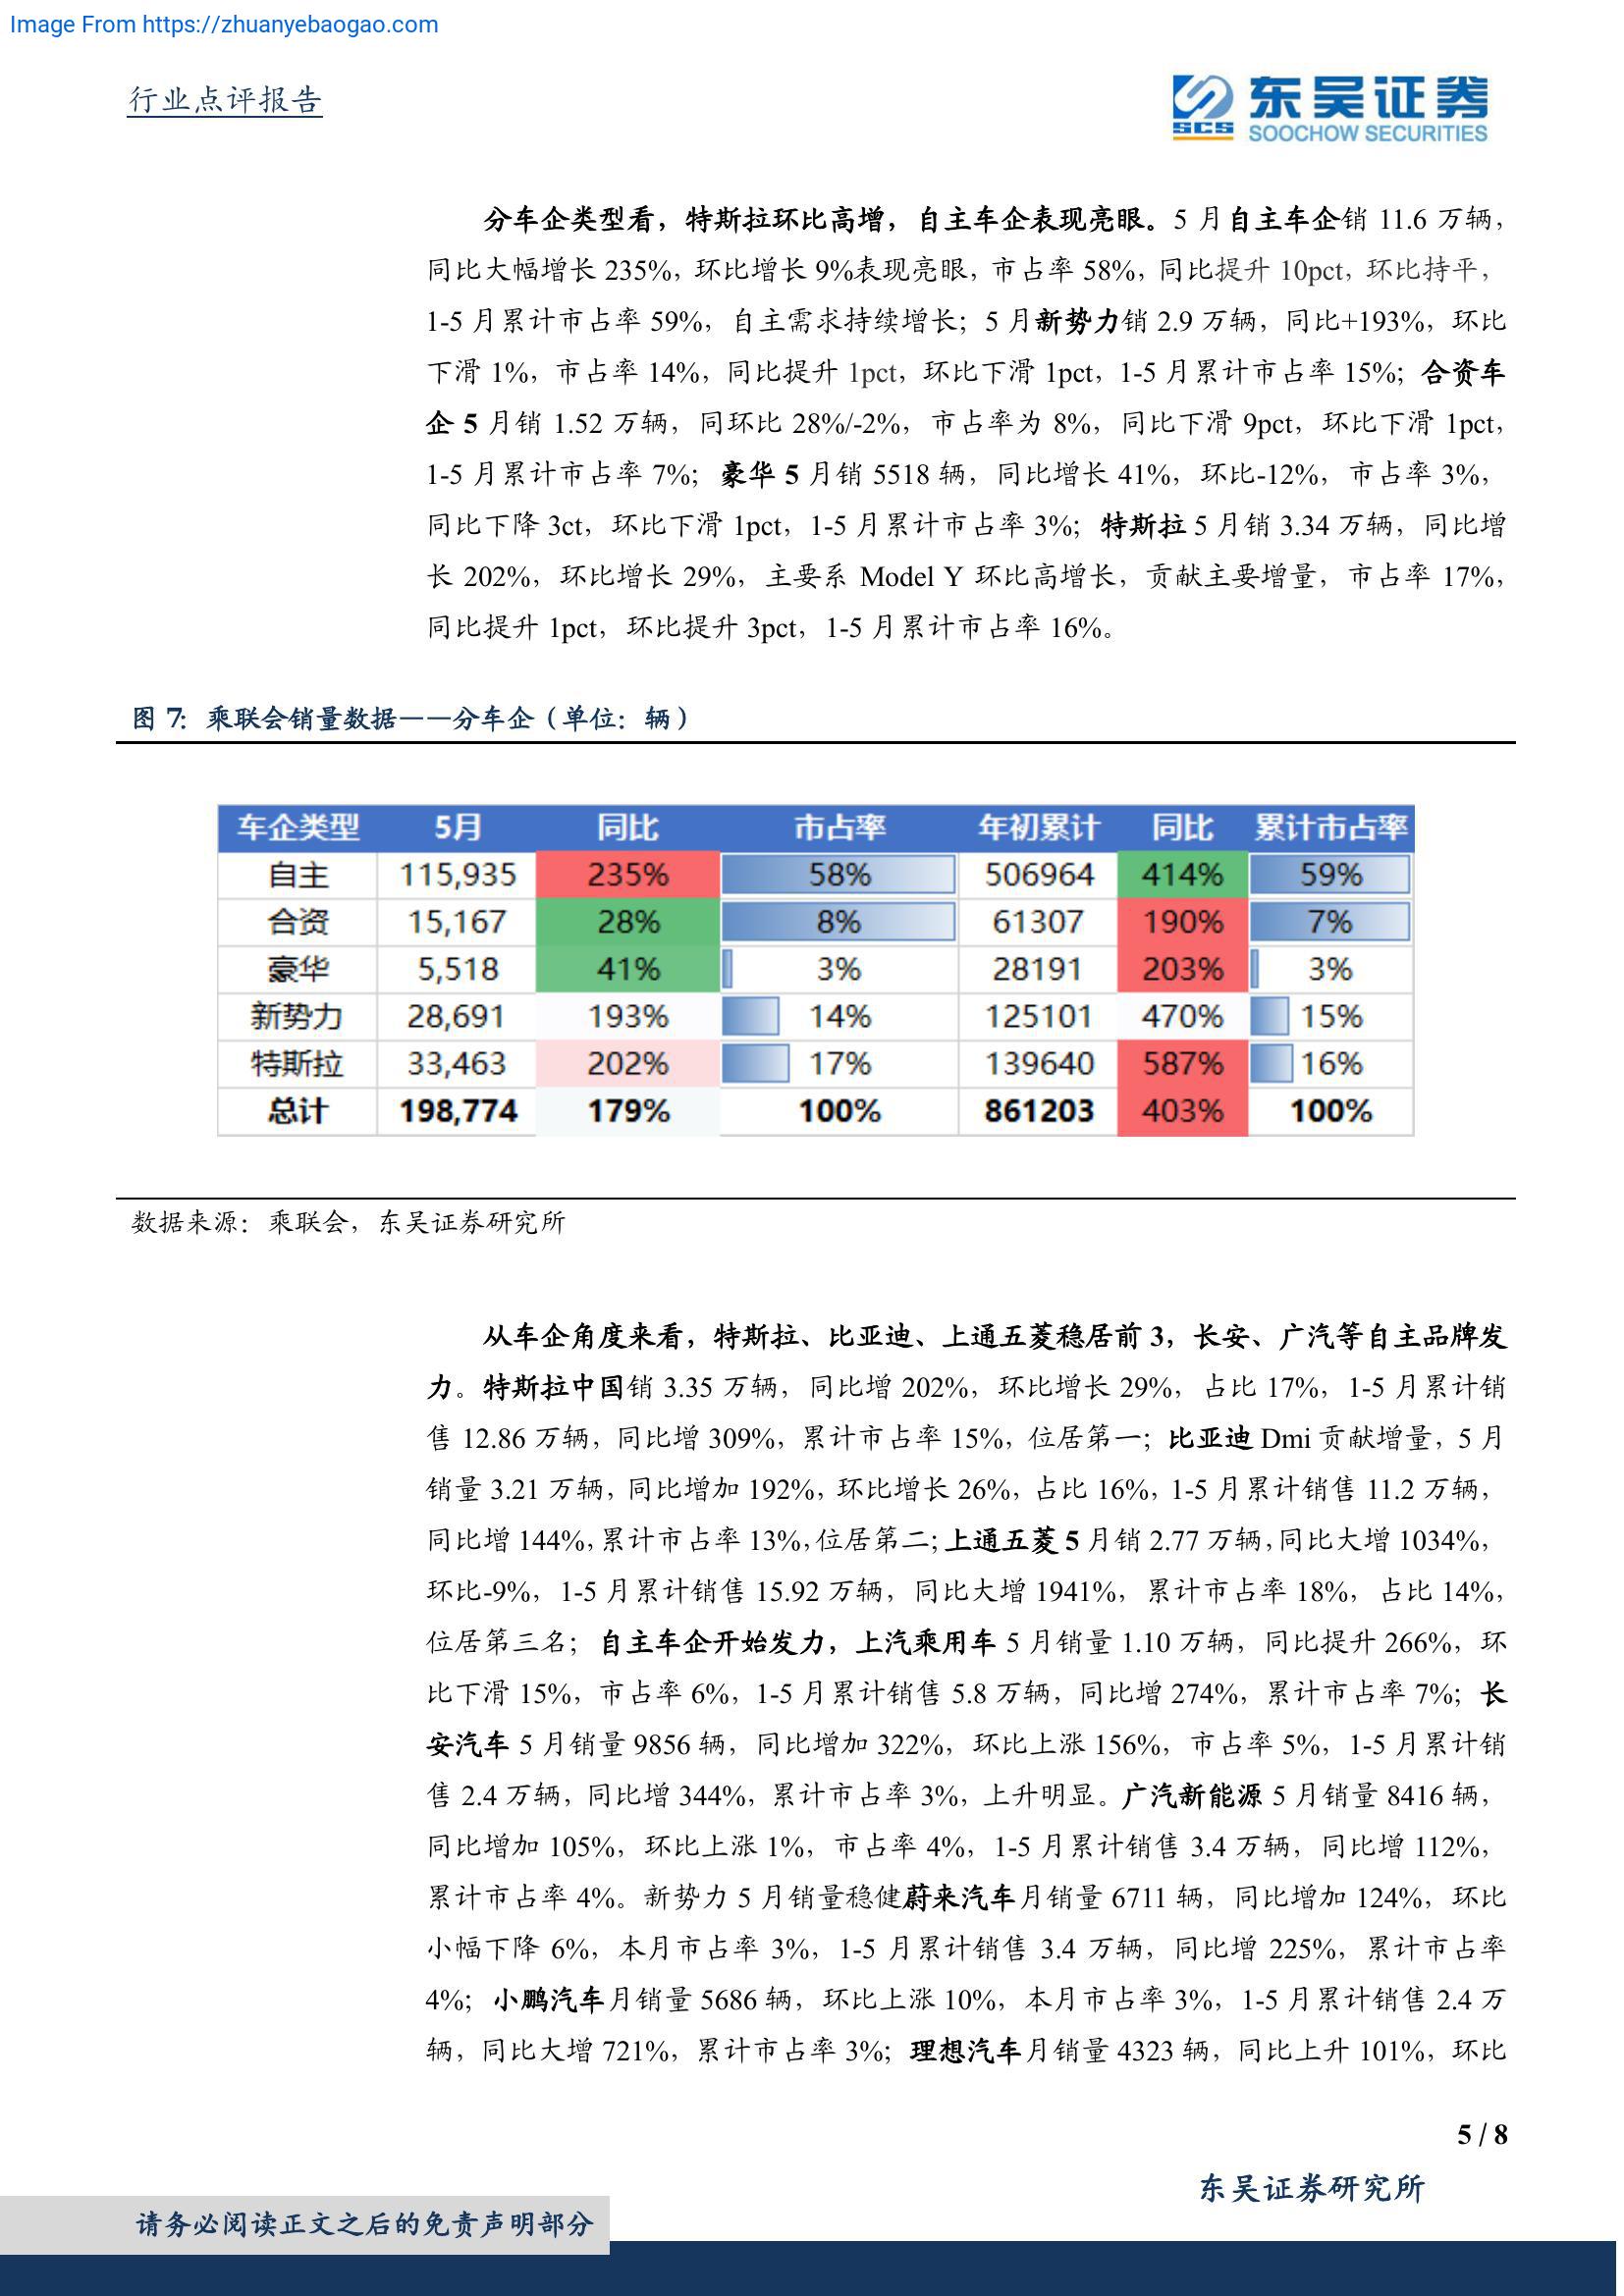 Image From https://zhuanyebaogao.com
行业点评报告
东吴证券
SCS
SOOCHOW SECURITIES
分车企类型看，特斯拉环比高增，自主车企表现亮眼。5 月自主车企销 11.6 万辆，
同比大幅增长 235%，环比增长 9%表现亮眼，市占率 58%，同比提升 10pct，环比持平，
1-5 月累计市占率 59%，自主需求持续增长；5 月新势力销 2.9 万辆，同比+193%，环比
下滑 1%，市占率 14%，同比提升 1pct，环比下滑 1pct，1-5 月累计市占率 15%；合资车
企 5 月销 1.52 万辆，同环比 28%/-2%，市占率为 8%，同比下滑 9pct，环比下滑 1pct，
1-5 月累计市占率 7%；豪华 5 月销 5518 辆，同比增长 41%，环比-12%，市占率 3%，
同比下降 3ct，环比下滑 1pct，1-5 月累计市占率 3%；特斯拉 5 月销 3.34 万辆，同比增
长 202%，环比增长 29%，主要系 Model Y 环比高增长，贡献主要增量，市占率 17%，
同比提升 1pct，环比提升 3pct，1-5 月累计市占率 16%。
图 7：乘联会销量数据——分车企（单位：辆）
车企类型 5月 同比 市占率 年初累计 同比 累计市占率
自主 115,935 235% 58% 506964 414% 59%
合资 15,167 28% 8% 61307 190% 7%
豪华 5,518 41% 3% 28191 203% 3%
新势力 28,691 193% 14% 125101 470% 15%
特斯拉 33,463 202% 17% 139640 587% 16%
总计 198,774 179% 100% 861203 403% 100%
数据来源：乘联会，东吴证券研究所
从车企角度来看，特斯拉、比亚迪、上通五菱稳居前 3，长安、广汽等自主品牌发
力。特斯拉中国销 3.35 万辆，同比增 202%，环比增长 29%，占比 17%，1-5 月累计销
售 12.86 万辆，同比增 309%，累计市占率 15%，位居第一；比亚迪 Dmi 贡献增量，5 月
销量 3.21 万辆，同比增加 192%，环比增长 26%，占比 16%，1-5 月累计销售 11.2 万辆，
同比增 144%，累计市占率 13%，位居第二；上通五菱 5 月销 2.77 万辆，同比大增 1034%，
环比-9%，1-5 月累计销售 15.92 万辆，同比大增 1941%，累计市占率 18%，占比 14%，
位居第三名；自主车企开始发力，上汽乘用车 5 月销量 1.10 万辆，同比提升 266%，环
比下滑 15%，市占率 6%，1-5 月累计销售 5.8 万辆，同比增 274%，累计市占率 7%；长
安汽车 5 月销量 9856 辆，同比增加 322%，环比上涨 156%，市占率 5%，1-5 月累计销
售 2.4 万辆，同比增 344%，累计市占率 3%，上升明显。广汽新能源 5 月销量 8416 辆，
同比增加 105%，环比上涨 1%，市占率 4%，1-5 月累计销售 3.4 万辆，同比增 112%，
累计市占率 4%。新势力 5 月销量稳健蔚来汽车月销量 6711 辆，同比增加 124%，环比
小幅下降 6%，本月市占率 3%，1-5 月累计销售 3.4 万辆，同比增 225%，累计市占率
4%；小鹏汽车月销量 5686 辆，环比上涨 10%，本月市占率 3%，1-5 月累计销售 2.4 万
辆，同比大增 721%，累计市占率 3%；理想汽车月销量 4323 辆，同比上升 101%，环比
5 / 8
东吴证券研究所
请务必阅读正文之后的免责声明部分